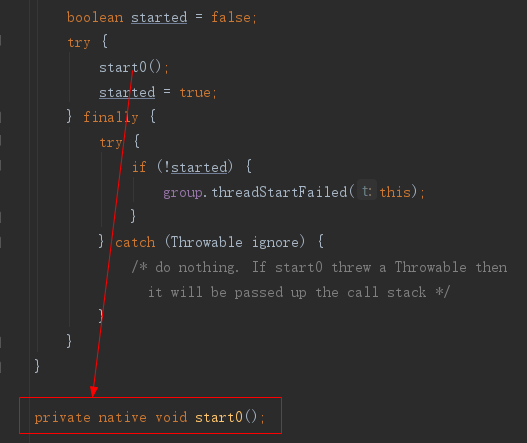 boolean started = false;
try {
start0();
started = true;
} finally {
try {
if (!started) {
group.threadStartFailed( t: this);
}
} catch (Throwable ignore) {
/* do nothing. If start0 threw a Throwable then
it will be passed up the call stack */
}
}
}
private native void start0();